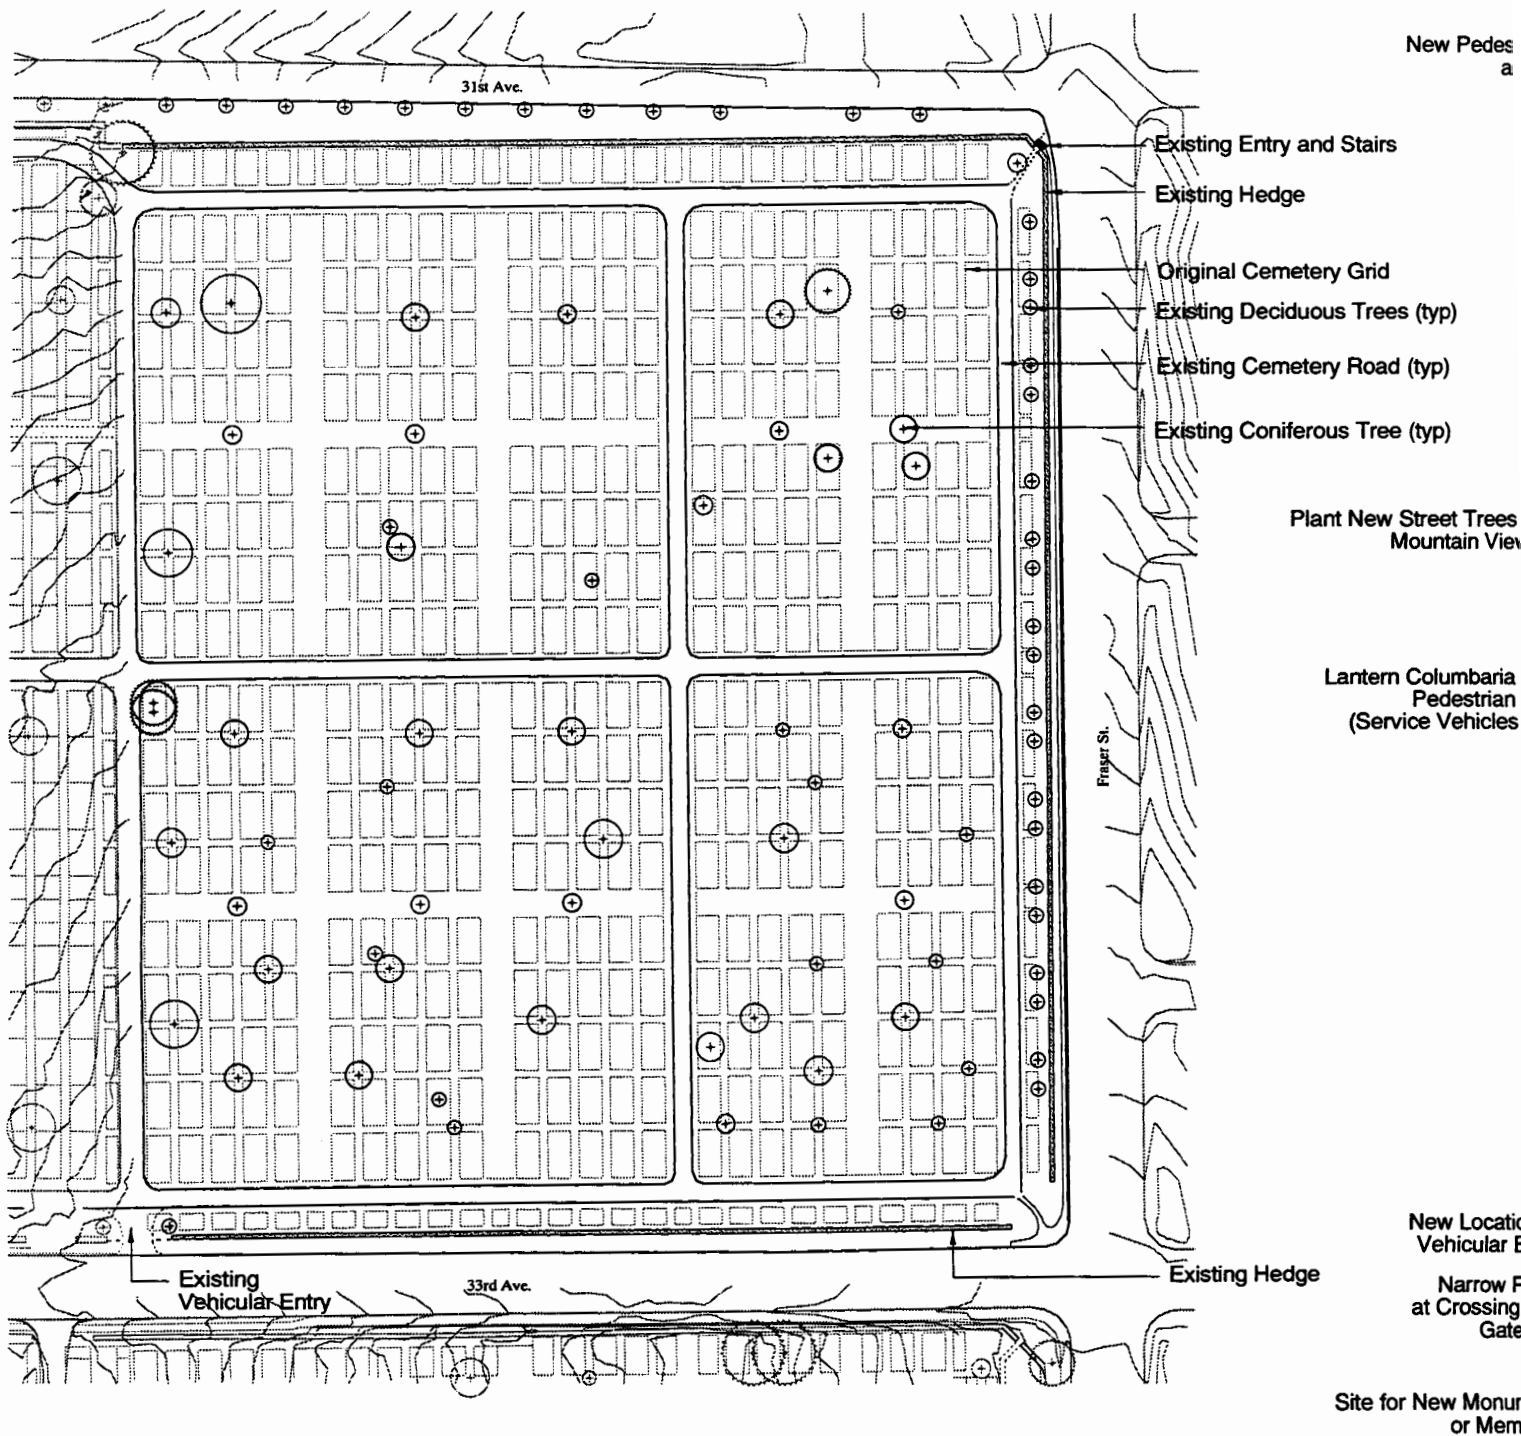 New Pedes
a
31st Ave.
Existing Entry and Stairs
Existing Hedge
Original Cemetery Grid
Existing Deciduous Trees (typ)
Existing Cemetery Road (typ)
Existing Coniferous Tree (typ)
Plant New Street Trees
Mountain View
Lantern Columbaria
Pedestrian
(Service Vehicles
Fraser St.
New Locatio
Vehicular E
Existing Hedge
Existing
Vehicular Entry
33rd Ave.
Narrow
at Crossing
Gate
Site for New Monum
or Mem